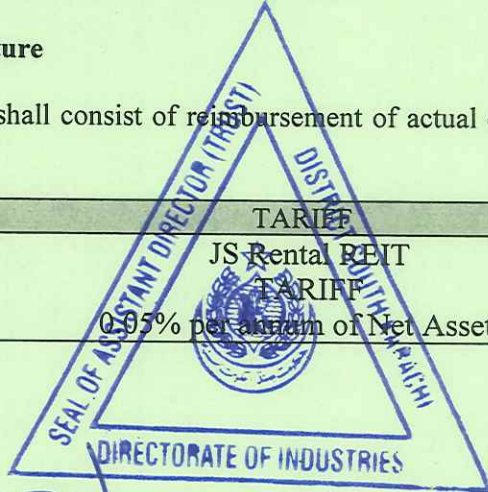 ture
shall consist of reimbursement of actual
TARIFF
JS Rental REIT
TARIFF
0.05% per annum of Net Asset
SEAL OF ASSISTANT DIRECTOR (TRUST)
DISTRICT SOUTH KARACHI
DIRECTORATE OF INDUSTRIES